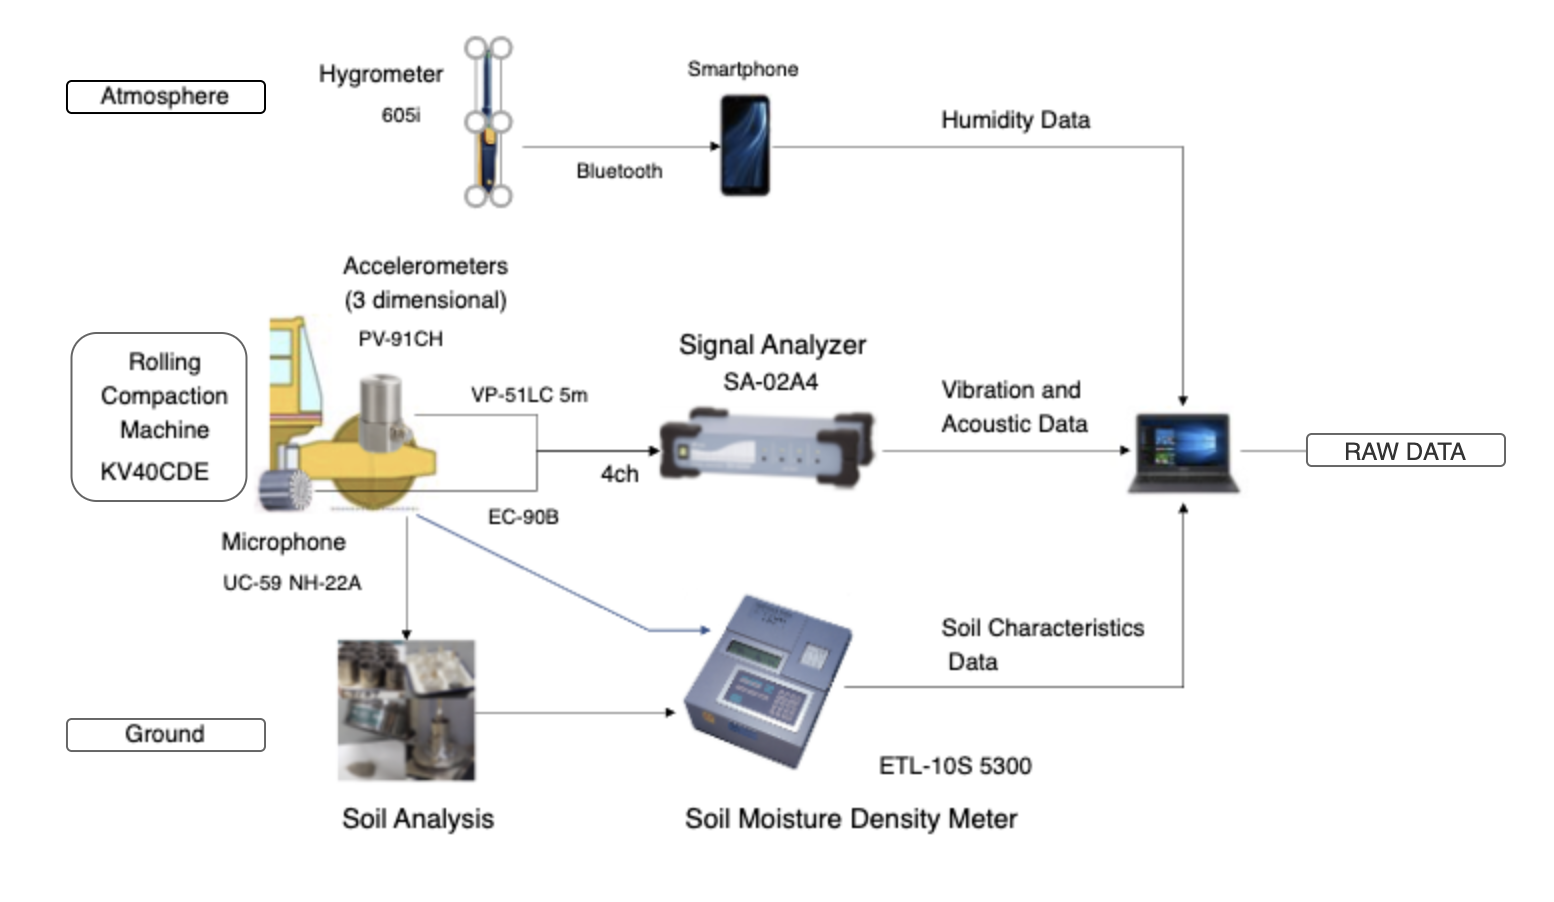 Atmosphere
Hygrometer
605i
Bluetooth
Smartphone
Humidity Data
Rolling
Compaction
Machine
KV40CDE
Accelerometers
(3 dimensional)
PV-91CH
VP-51LC 5m
4ch
EC-90B
Microphone
UC-59 NH-22A
Signal Analyzer
SA-02A4
Vibration and
Acoustic Data
RAW DATA
Ground
Soil Analysis
Soil Moisture Density Meter
ETL-10S 5300
Soil Characteristics
Data